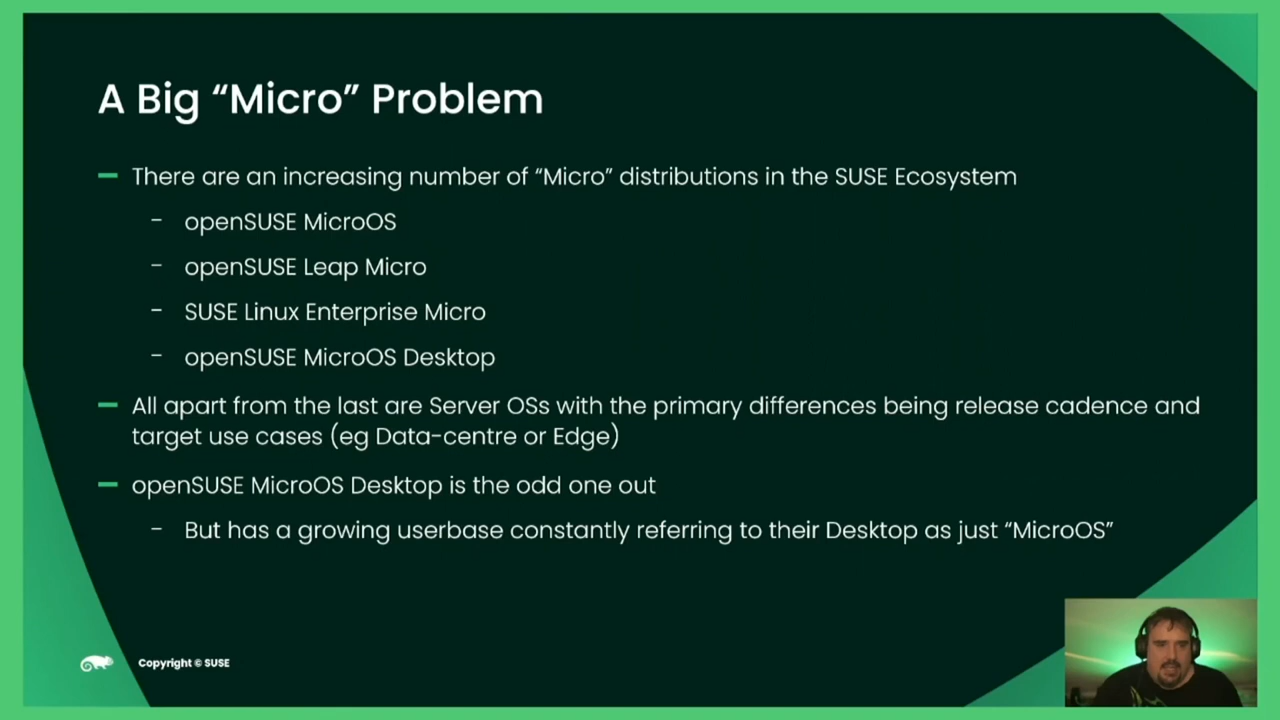 A Big “Micro” Problem
There are an increasing number of “Micro” distributions in the SUSE Ecosystem
- openSUSE MicroOS
- openSUSE Leap Micro
- SUSE Linux Enterprise Micro
- openSUSE MicroOS Desktop
All apart from the last are Server OSs with the primary differences being release cadence and
target use cases (eg Data-centre or Edge)
openSUSE MicroOS Desktop is the odd one out
- But has a growing userbase constantly referring to their Desktop as just “MicroOS”
Copyright © SUSE